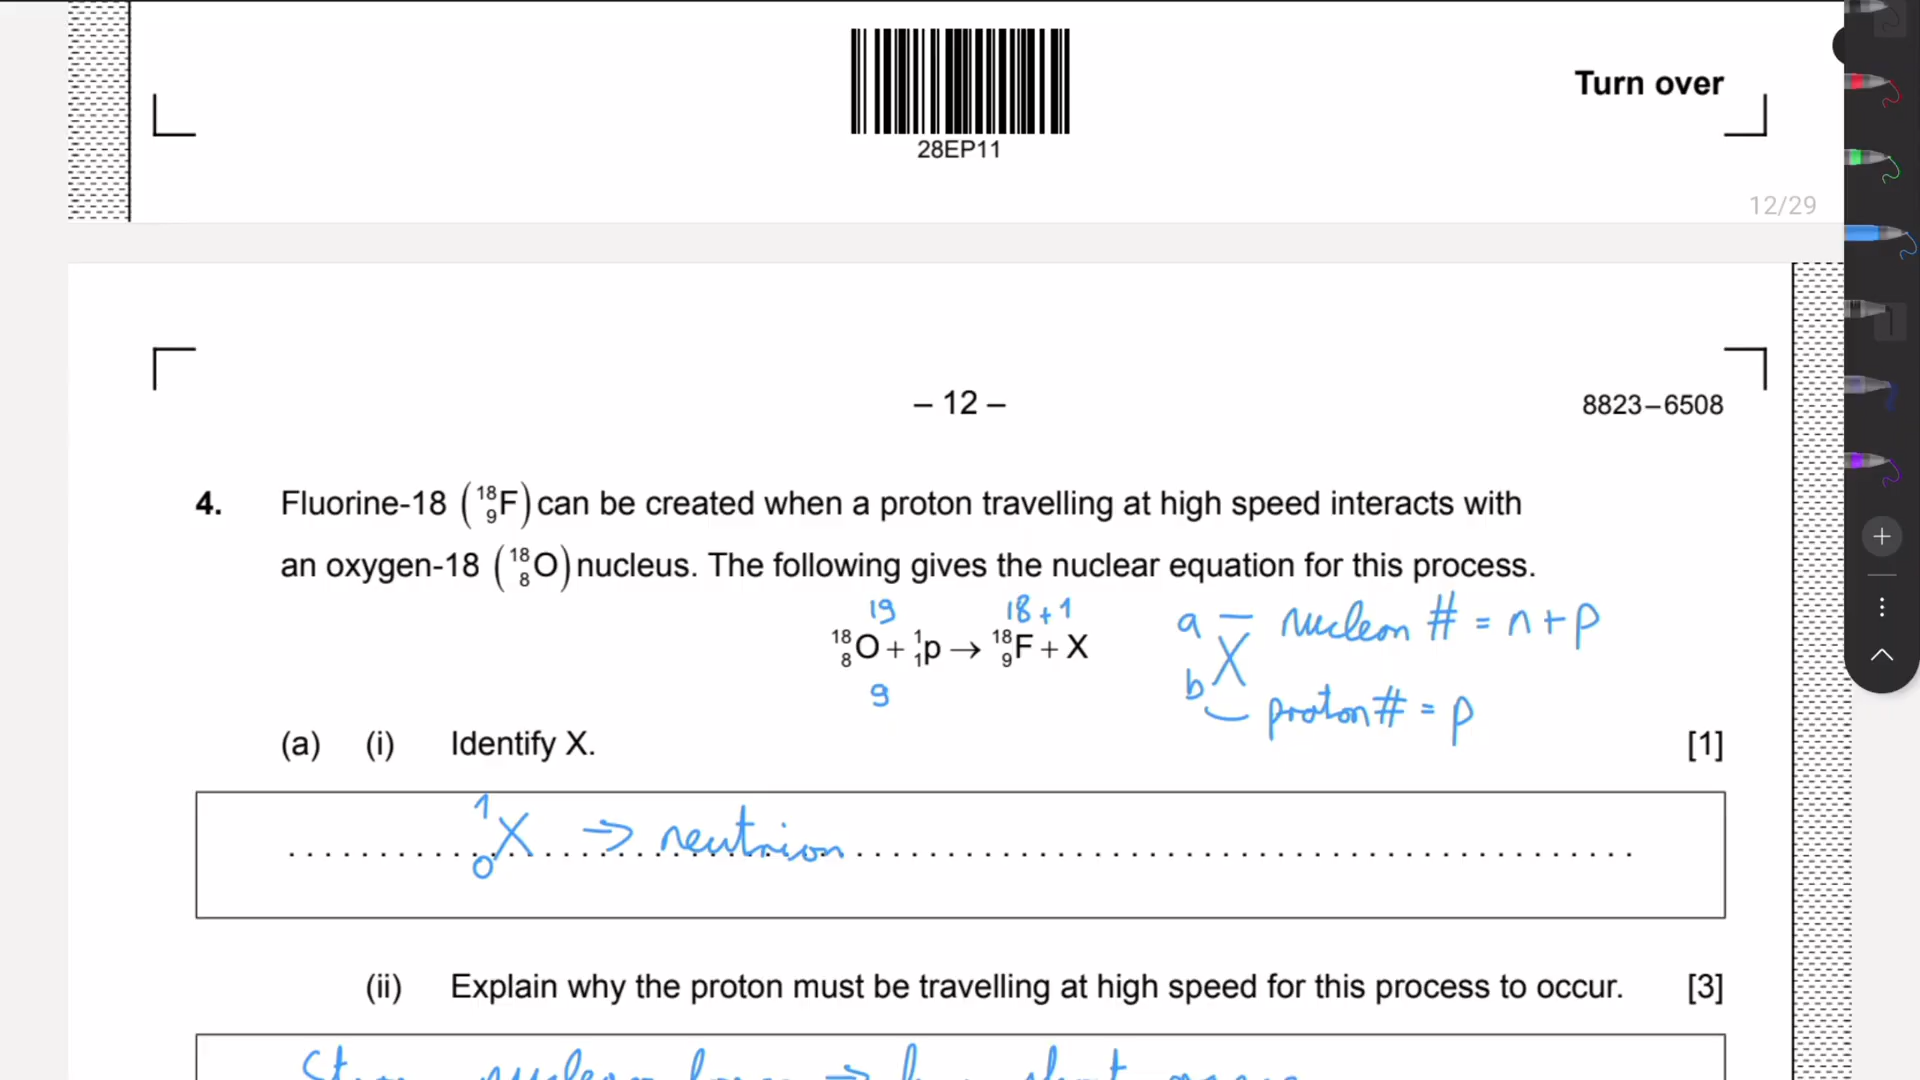 28EP11
Turn over
12/29
– 12 –
8823–6508
4. Fluorine-18 (¹⁸₉F) can be created when a proton travelling at high speed interacts with
an oxygen-18 (¹⁸₈O) nucleus. The following gives the nuclear equation for this process.
19 18+1
¹⁸₈O + ¹₁p → ¹⁸₉F + X
9
a — nucleon # = n+p
X
b — proton # = p
(a) (i) Identify X. [1]
¹₀X ⇒ neutrion
(ii) Explain why the proton must be travelling at high speed for this process to occur. [3]
nuclear force ⇒ short